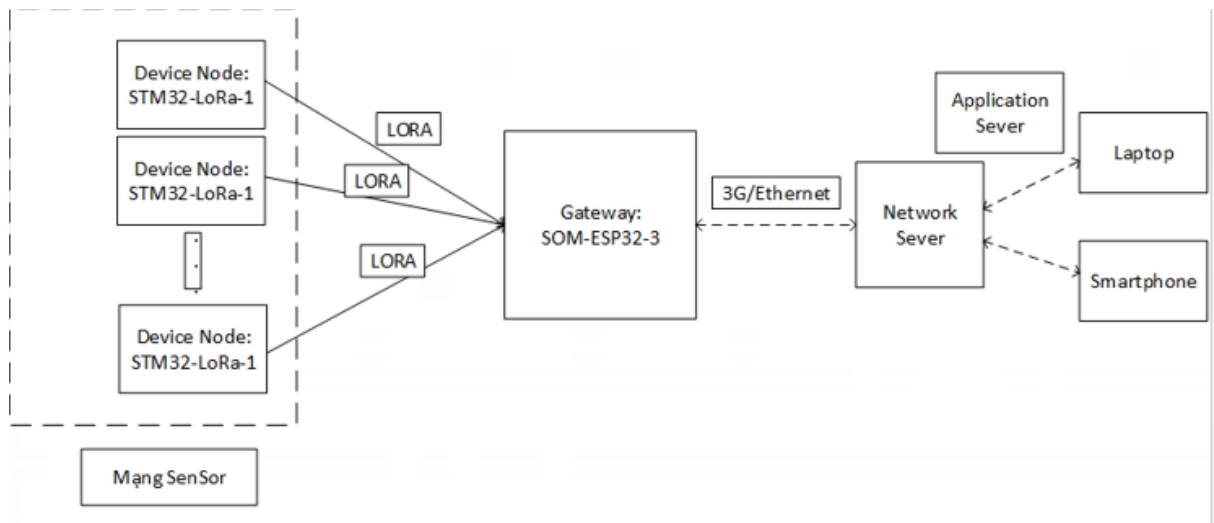 Device Node:
STM32-LoRa-1
Device Node:
STM32-LoRa-1
Device Node:
STM32-LoRa-1
Mạng SenSor
LORA
LORA
LORA
Gateway:
SOM-ESP32-3
3G/Ethernet
Network
Sever
Application
Sever
Laptop
Smartphone